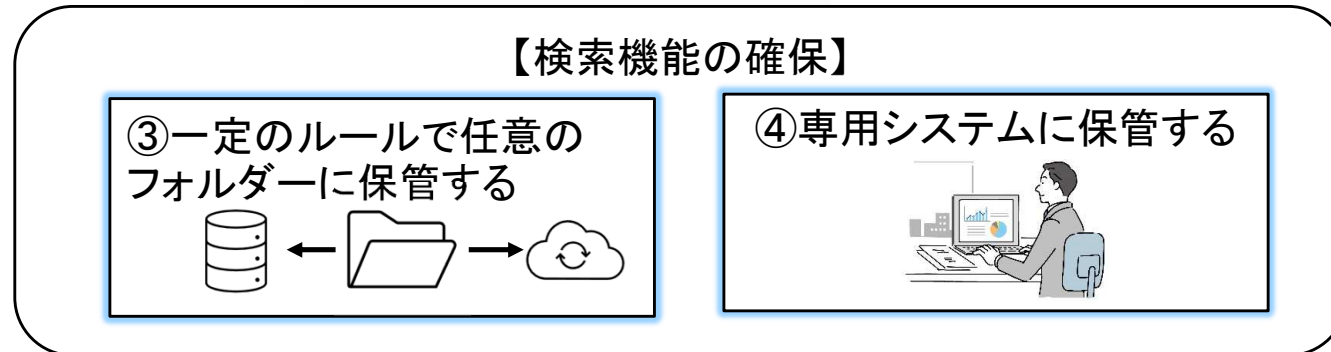 【検索機能の確保】
③一定のルールで任意の
フォルダーに保管する
④専用システムに保管する